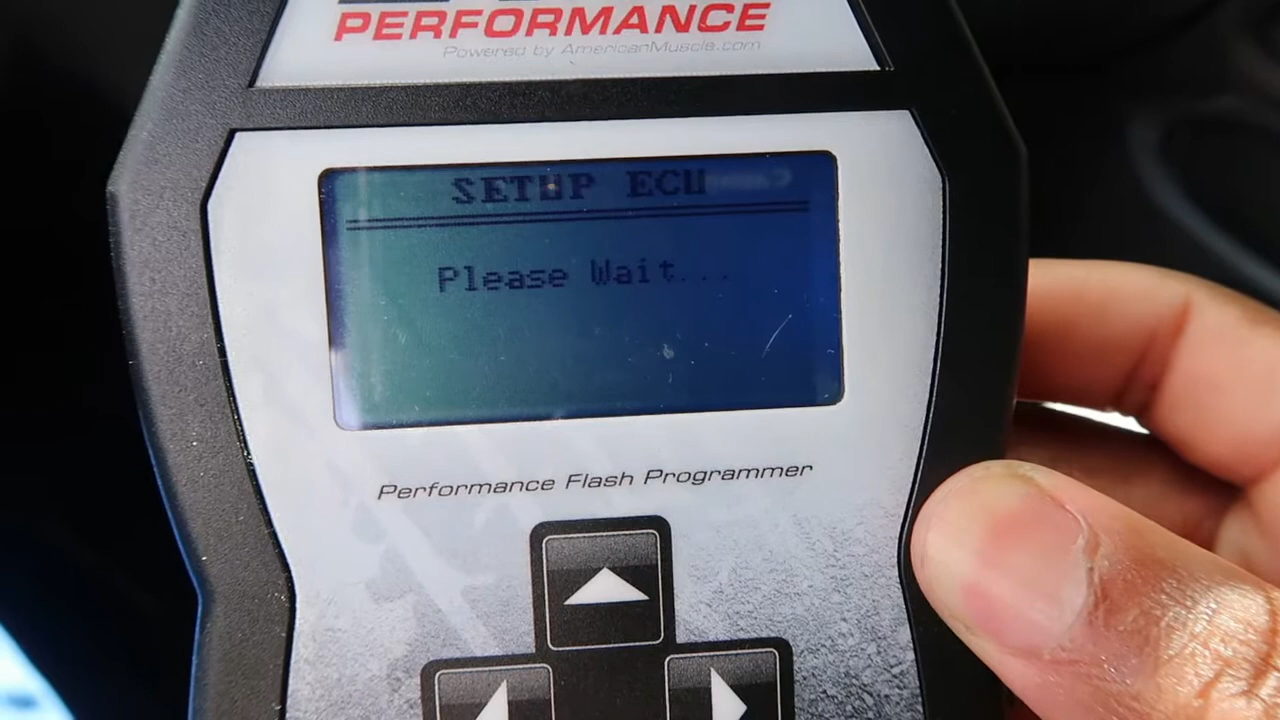 PERFORMANCE
Powered by AmericanMuscle.com
SETUP ECU
Please Wait...
Performance Flash Programmer